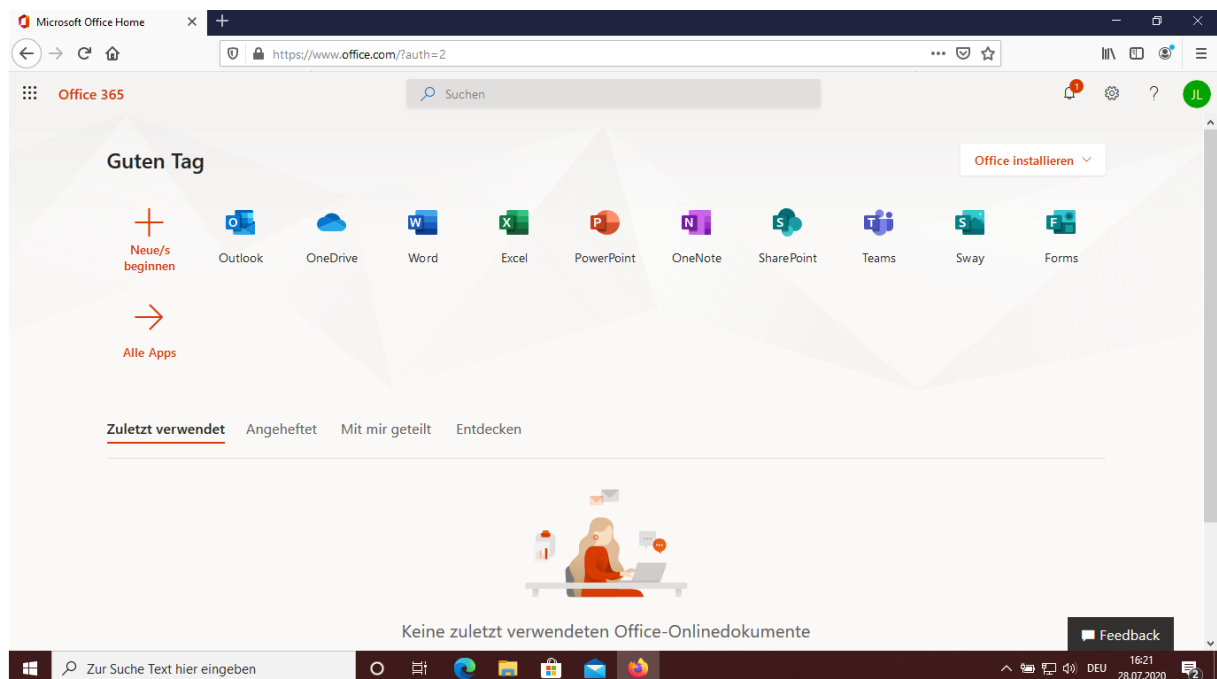 Microsoft Office Home
https://www.office.com/?auth=2
Office 365
Suchen
1
JL
Guten Tag
Office installieren
Neue/s beginnen
Outlook
OneDrive
Word
Excel
PowerPoint
OneNote
SharePoint
Teams
Sway
Forms
Alle Apps
Zuletzt verwendet Angeheftet Mit mir geteilt Entdecken
Keine zuletzt verwendeten Office-Onlinedokumente
Feedback
Zur Suche Text hier eingeben
DEU
16:21
28.07.2020
2